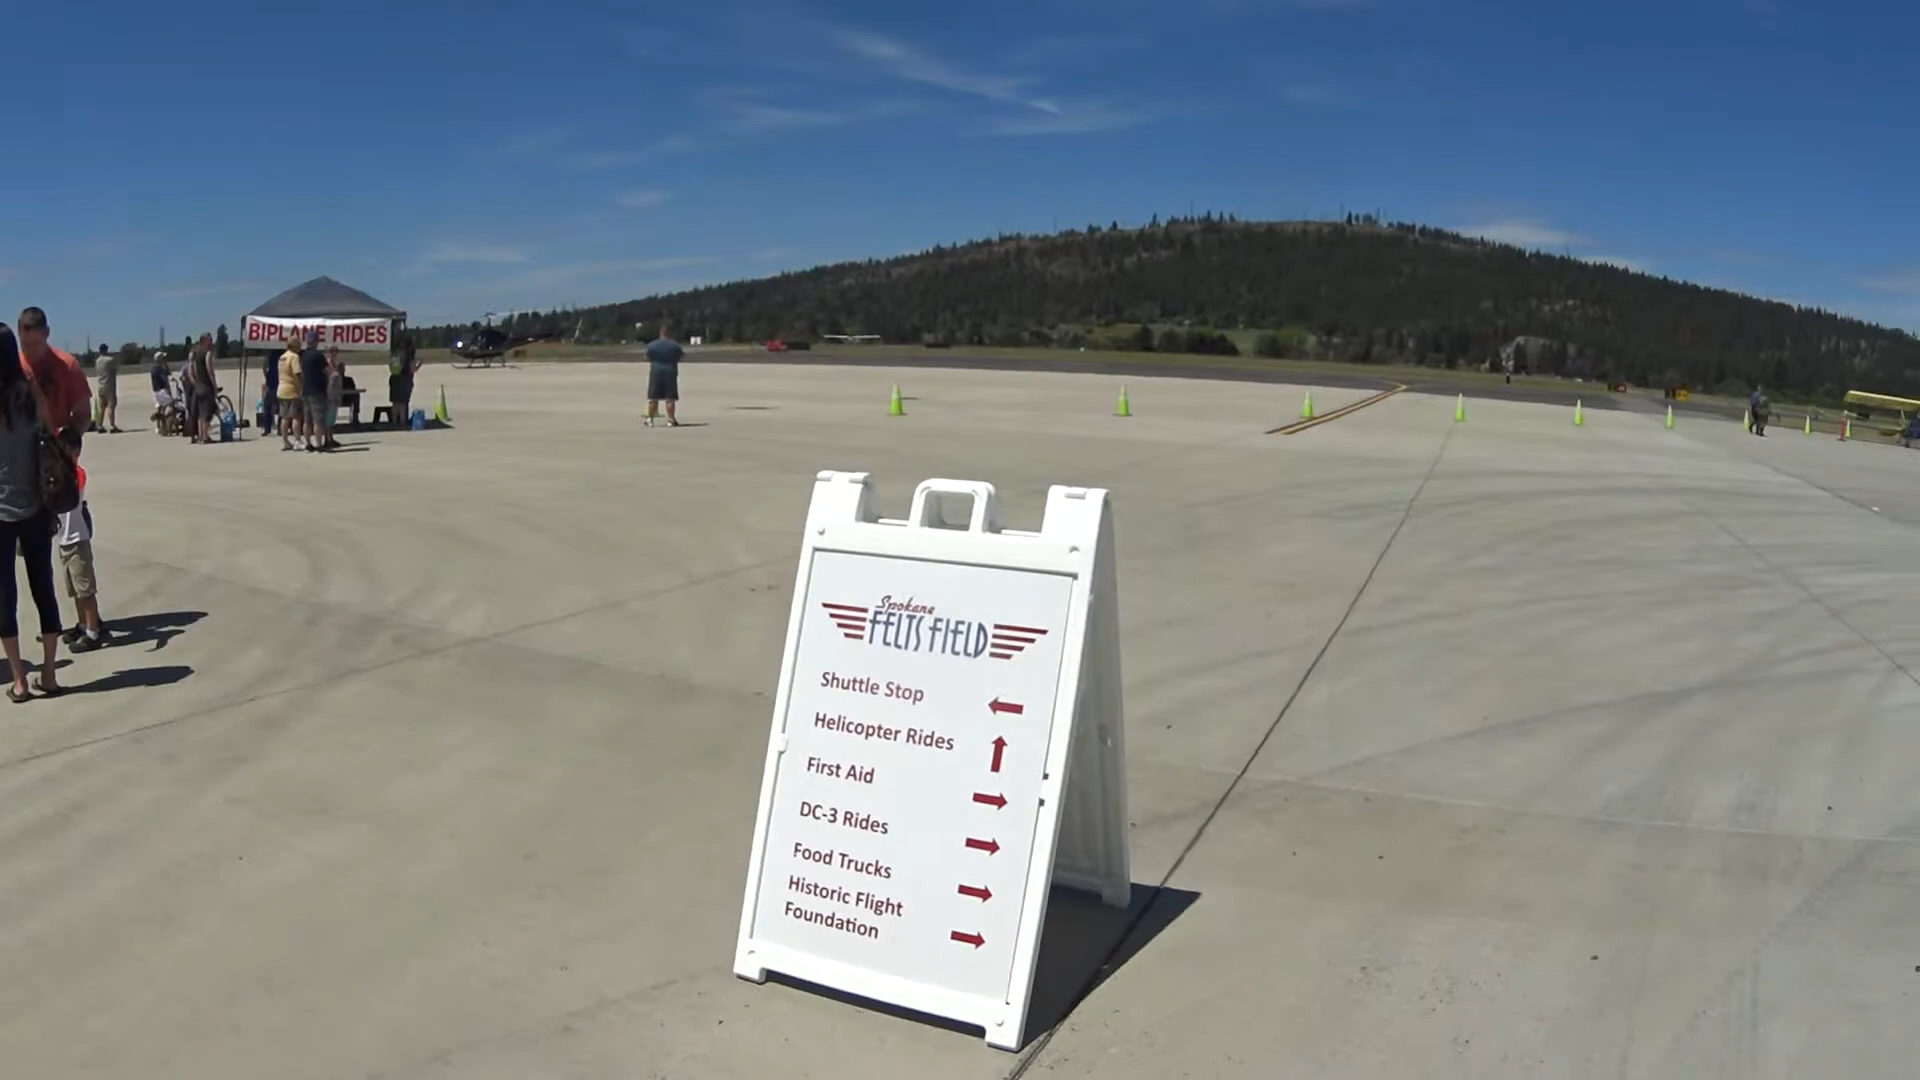 BIPLANE RIDES
Spokane
FELTS FIELD
Shuttle Stop
Helicopter Rides
First Aid
DC-3 Rides
Food Trucks
Historic Flight
Foundation